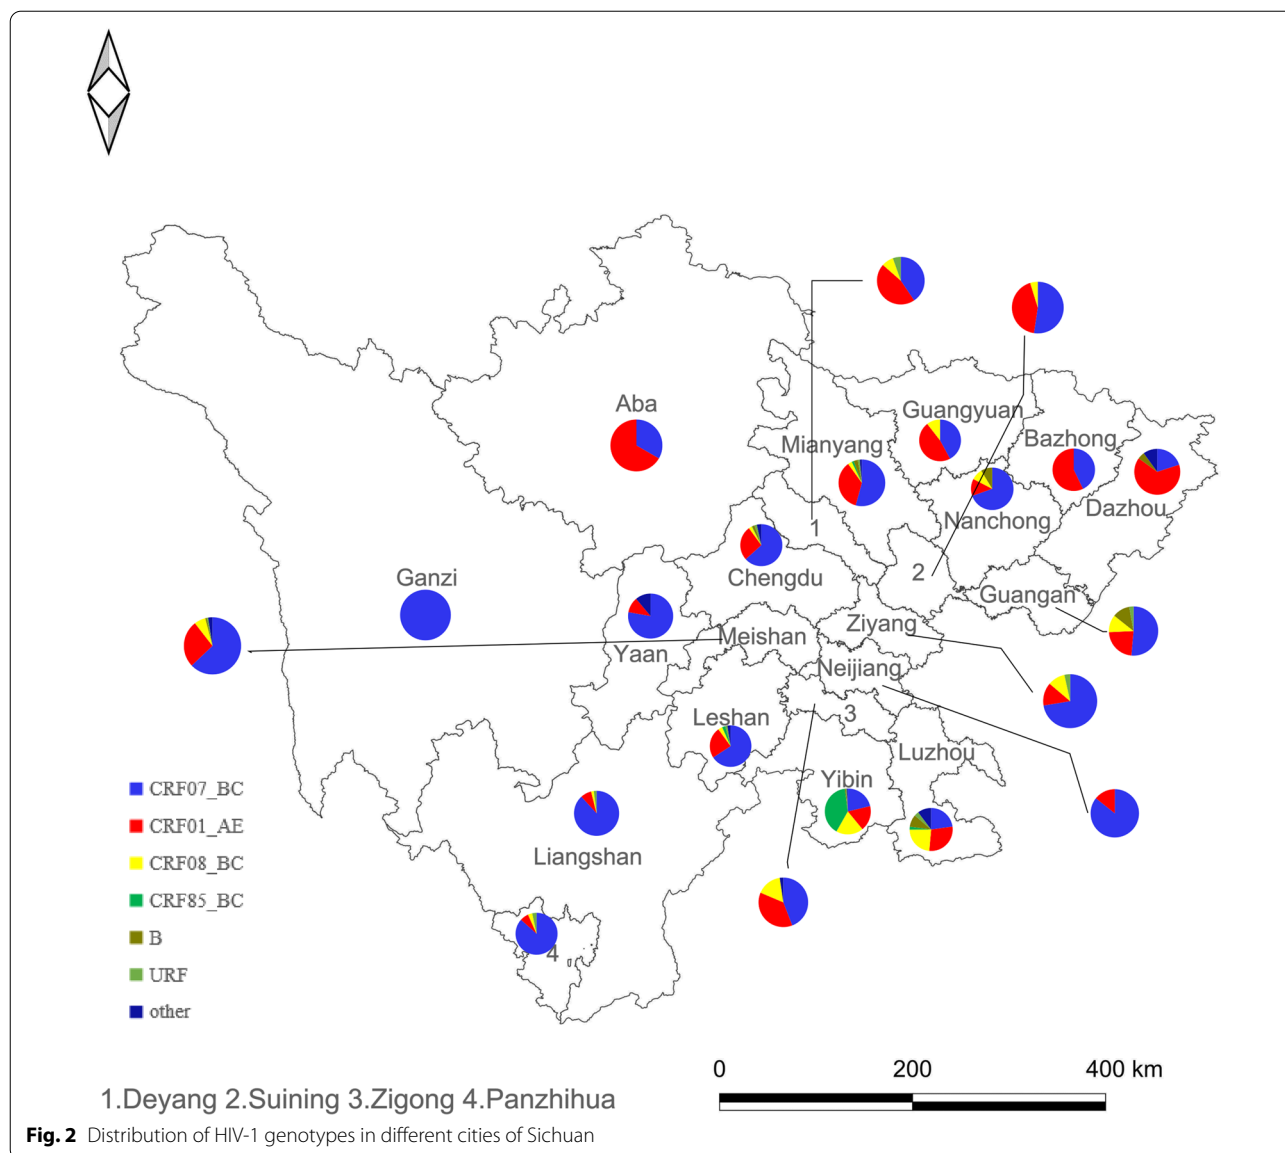 Aba
Guangyuan
Mianyang
Bazhong
Nanchong
Dazhou
1
Chengdu
2
Ganzi
Guangan
Ziyang
Meishan
Yaan
Neijiang
Leshan
3
Luzhou
Yibin
Liangshan
4
CRF07_BC
CRF01_AE
CRF08_BC
CRF85_BC
B
URF
other
0 200 400 km
1.Deyang 2.Suining 3.Zigong 4.Panzhihua
Fig. 2 Distribution of HIV-1 genotypes in different cities of Sichuan